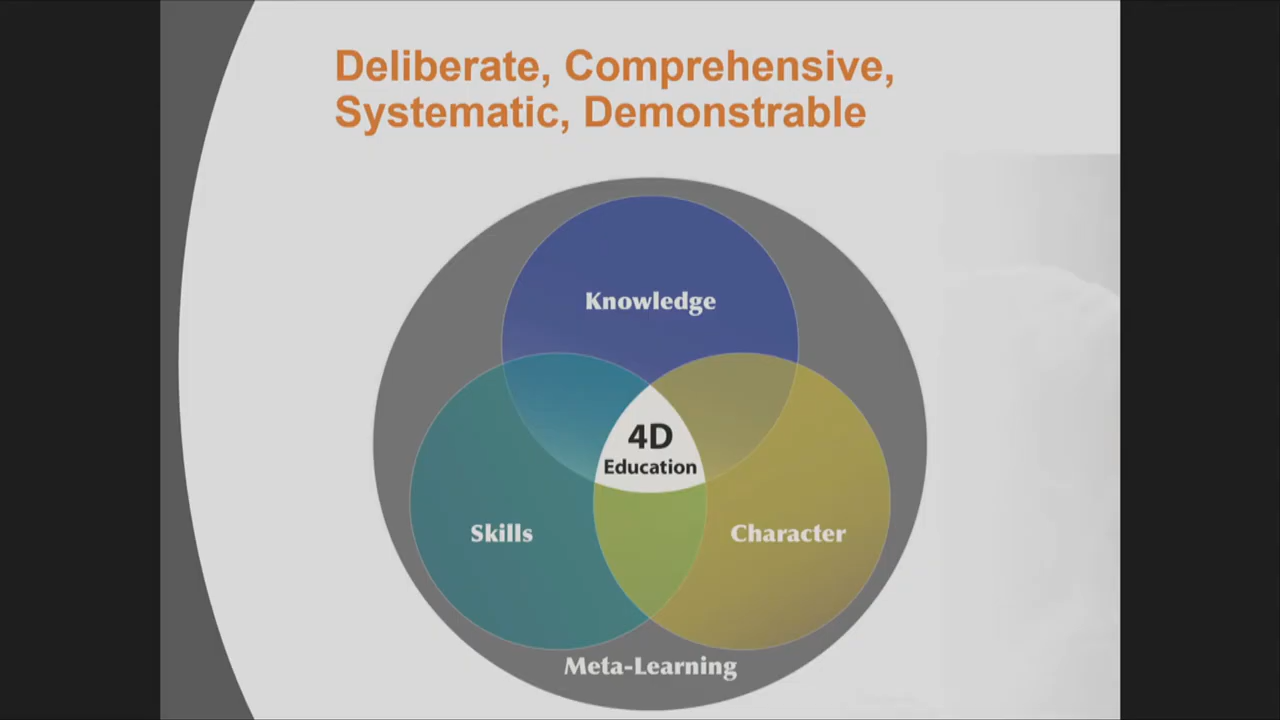 Deliberate, Comprehensive,
Systematic, Demonstrable
Knowledge
4D
Education
Skills
Character
Meta-Learning